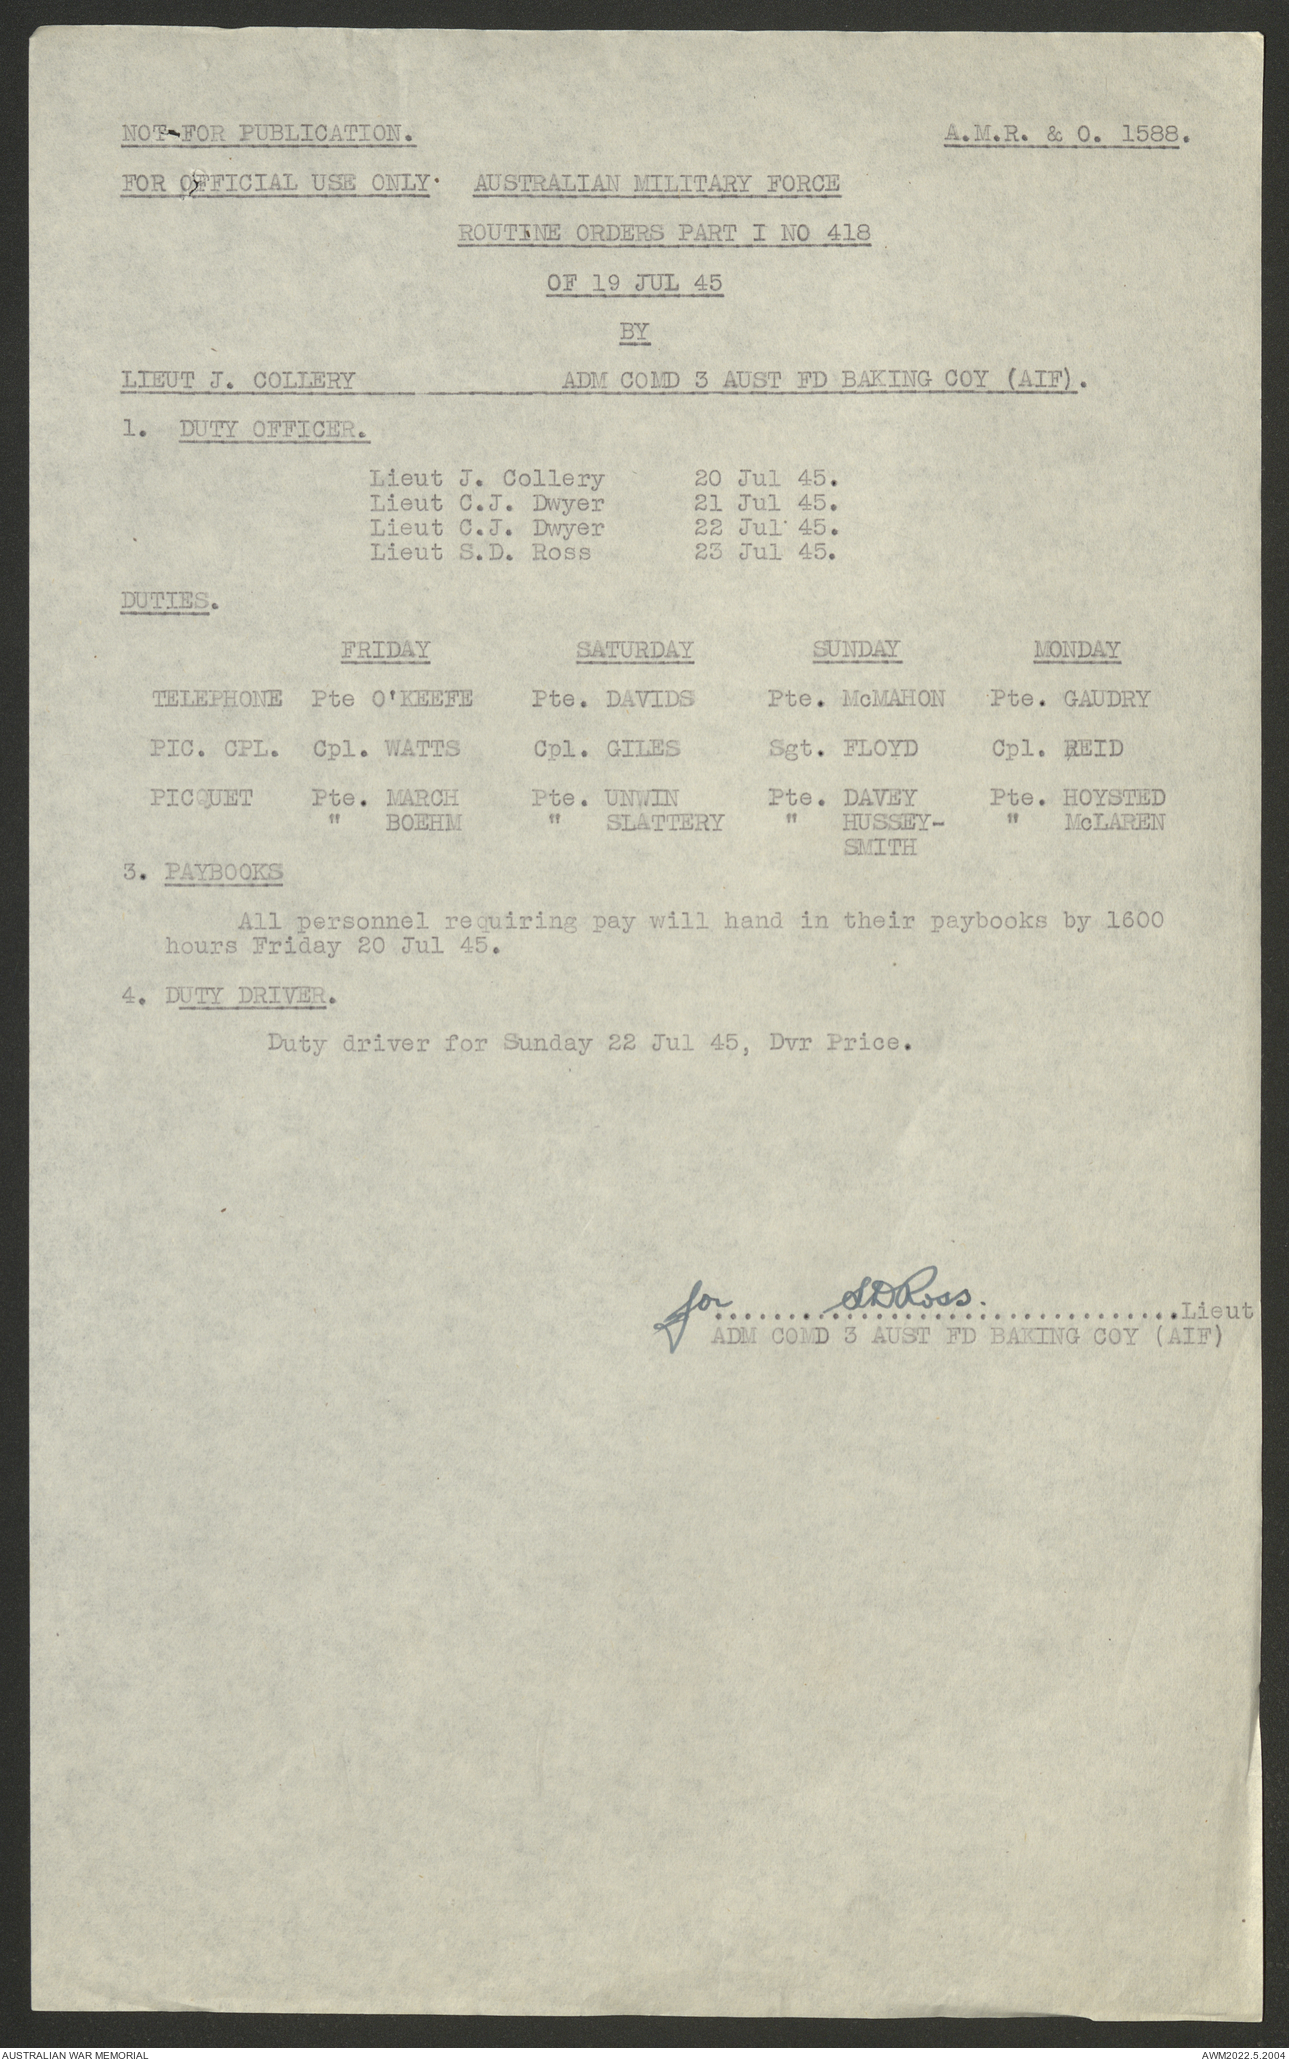 NOT FOR PUBLICATION. A.M.R. & O. 1588.
FOR OFFICIAL USE ONLY. AUSTRALIAN MILITARY FORCE
ROUTINE ORDERS PART I NO 418
OF 19 JUL 45
BY
LIEUT J. COLLERY ADM COMD 3 AUST FD BAKING COY (AIF).
1. DUTY OFFICER.
Lieut J. Collery 20 Jul 45.
Lieut C.J. Dwyer 21 Jul 45.
Lieut C.J. Dwyer 22 Jul 45.
Lieut S.D. Ross 23 Jul 45.
DUTIES.
FRIDAY SATURDAY SUNDAY MONDAY
TELEPHONE Pte O'KEEFE Pte. DAVIDS Pte. McMAHON Pte. GAUDRY
PIC. CPL. Cpl. WATTS Cpl. GILES Sgt. FLOYD Cpl. REID
PICQUET Pte. MARCH Pte. UNWIN Pte. DAVEY Pte. HOYSTED
" BOEHM " SLATTERY " HUSSEY- " McLAREN
SMITH
3. PAYBOOKS
All personnel requiring pay will hand in their paybooks by 1600
hours Friday 20 Jul 45.
4. DUTY DRIVER.
Duty driver for Sunday 22 Jul 45, Dvr Price.
for SDRoss. ................................Lieut
ADM COMD 3 AUST FD BAKING COY (AIF)
AUSTRALIAN WAR MEMORIAL AWM2022.5.2004